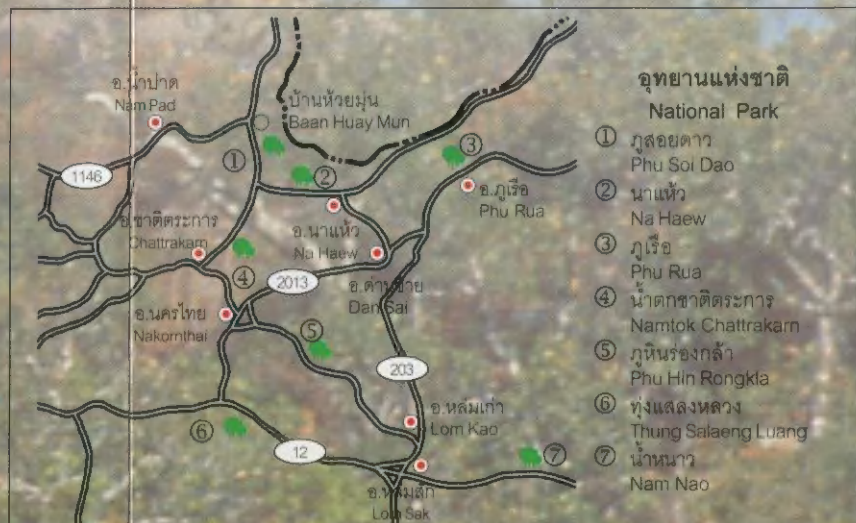 อ.น้ำปาด
Nam Pad
บ้านห้วยมุ่น
Baan Huay Mun
1146
①
②
③
อ.ภูเรือ
Phu Rua
อ.ชาติตระการ
Chattrakarn
อ.นาแห้ว
Na Haew
④
2013
อ.ด่านซ้าย
Dan Sai
อ.นครไทย
Nakornthai
⑤
203
อ.หล่มเก่า
Lom Kao
⑥
12
⑦
อ.หล่มสัก
Lom Sak
อุทยานแห่งชาติ
National Park
① ภูสอยดาว
Phu Soi Dao
② นาแห้ว
Na Haew
③ ภูเรือ
Phu Rua
④ น้ำตกชาติตระการ
Namtok Chattrakarn
⑤ ภูหินร่องกล้า
Phu Hin Rongkla
⑥ ทุ่งแสลงหลวง
Thung Salaeng Luang
⑦ น้ำหนาว
Nam Nao